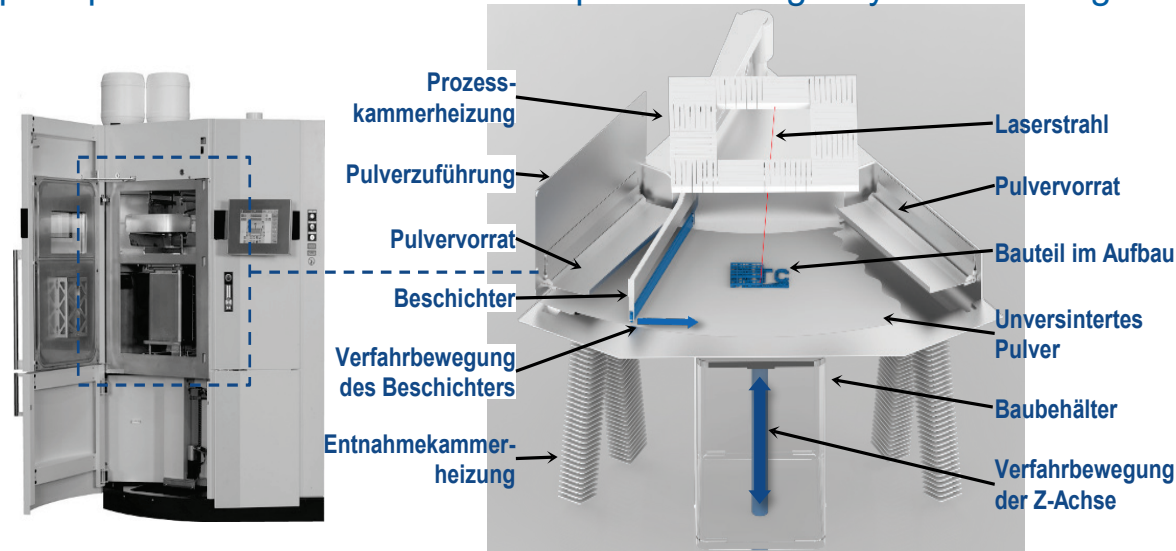 Prozess-
kammerheizung
Pulverzuführung
Pulvervorrat
Beschichter
Verfahrbewegung
des Beschichters
Entnahmekammer-
heizung
Laserstrahl
Pulvervorrat
Bauteil im Aufbau
Unversintertes
Pulver
Baubehälter
Verfahrbewegung
der Z-Achse